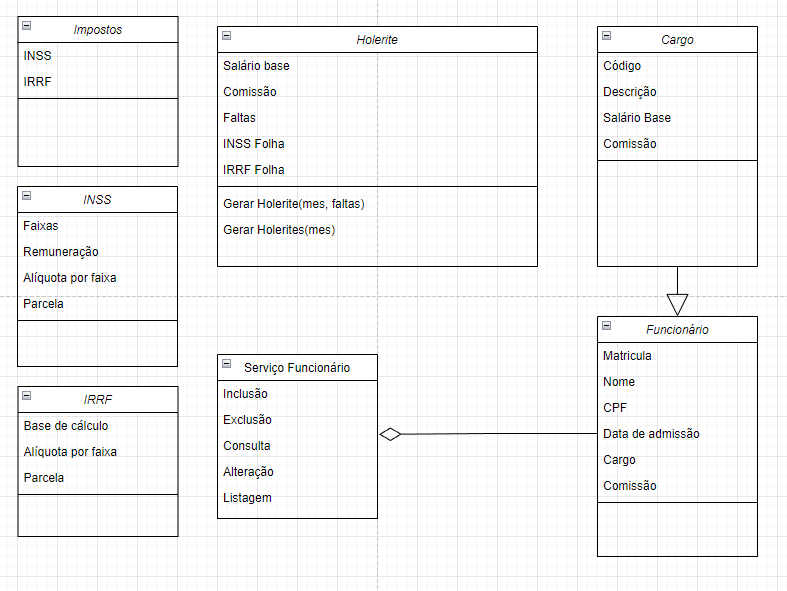 Impostos
INSS
IRRF
INSS
Faixas
Remuneração
Alíquota por faixa
Parcela
IRRF
Base de cálculo
Alíquota por faixa
Parcela
Holerite
Salário base
Comissão
Faltas
INSS Folha
IRRF Folha
Gerar Holerite(mes, faltas)
Gerar Holerites(mes)
Serviço Funcionário
Inclusão
Exclusão
Consulta
Alteração
Listagem
Cargo
Código
Descrição
Salário Base
Comissão
Funcionário
Matricula
Nome
CPF
Data de admissão
Cargo
Comissão